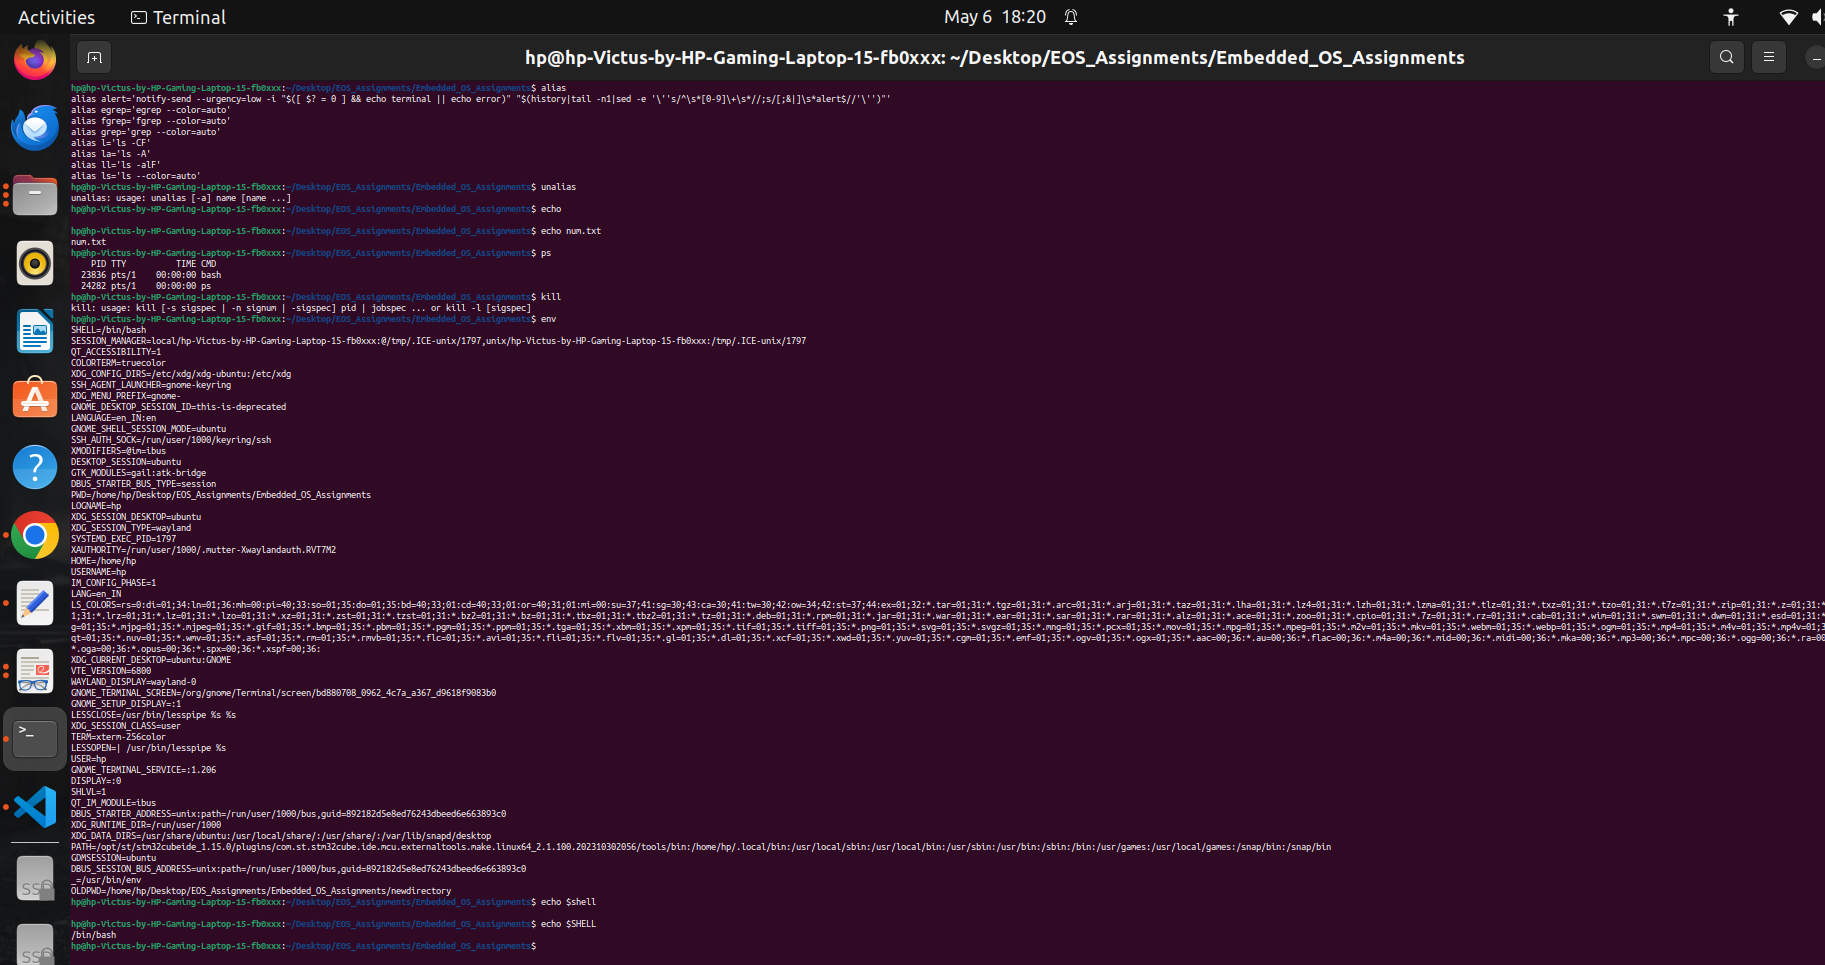 Activities
Terminal
May 6 18:20
hp@hp-Victus-by-HP-Gaming-Laptop-15-fb0xxx: ~/Desktop/EOS_Assignments/Embedded_OS_Assignments
hp@hp-Victus-by-HP-Gaming-Laptop-15-fb0xxx:~/Desktop/EOS_Assignments/Embedded_OS_Assignments$ alias
alias alert='notify-send --urgency=low -i "$([ $? = 0 ] && echo terminal || echo error)" "$(history|tail -n1|sed -e '\''s/^\s*[0-9]\+\s*//;s/[;&|]\s*alert$//'\'')"'
alias egrep='egrep --color=auto'
alias fgrep='fgrep --color=auto'
alias grep='grep --color=auto'
alias l='ls -CF'
alias la='ls -A'
alias ll='ls -alF'
alias ls='ls --color=auto'
hp@hp-Victus-by-HP-Gaming-Laptop-15-fb0xxx:~/Desktop/EOS_Assignments/Embedded_OS_Assignments$ unalias
unalias: usage: unalias [-a] name [name ...]
hp@hp-Victus-by-HP-Gaming-Laptop-15-fb0xxx:~/Desktop/EOS_Assignments/Embedded_OS_Assignments$ echo
hp@hp-Victus-by-HP-Gaming-Laptop-15-fb0xxx:~/Desktop/EOS_Assignments/Embedded_OS_Assignments$ echo num.txt
num.txt
hp@hp-Victus-by-HP-Gaming-Laptop-15-fb0xxx:~/Desktop/EOS_Assignments/Embedded_OS_Assignments$ ps
PID TTY TIME CMD
23836 pts/1 00:00:00 bash
24282 pts/1 00:00:00 ps
hp@hp-Victus-by-HP-Gaming-Laptop-15-fb0xxx:~/Desktop/EOS_Assignments/Embedded_OS_Assignments$ kill
kill: usage: kill [-s sigspec | -n signum | -sigspec] pid | jobspec ... or kill -l [sigspec]
hp@hp-Victus-by-HP-Gaming-Laptop-15-fb0xxx:~/Desktop/EOS_Assignments/Embedded_OS_Assignments$ env
SHELL=/bin/bash
SESSION_MANAGER=local/hp-Victus-by-HP-Gaming-Laptop-15-fb0xxx:@/tmp/.ICE-unix/1797,unix/hp-Victus-by-HP-Gaming-Laptop-15-fb0xxx:/tmp/.ICE-unix/1797
QT_ACCESSIBILITY=1
COLORTERM=truecolor
XDG_CONFIG_DIRS=/etc/xdg/xdg-ubuntu:/etc/xdg
SSH_AGENT_LAUNCHER=gnome-keyring
XDG_MENU_PREFIX=gnome-
GNOME_DESKTOP_SESSION_ID=this-is-deprecated
LANGUAGE=en_IN:en
GNOME_SHELL_SESSION_MODE=ubuntu
SSH_AUTH_SOCK=/run/user/1000/keyring/ssh
XMODIFIERS=@im=ibus
DESKTOP_SESSION=ubuntu
GTK_MODULES=gail:atk-bridge
DBUS_STARTER_BUS_TYPE=session
PWD=/home/hp/Desktop/EOS_Assignments/Embedded_OS_Assignments
LOGNAME=hp
XDG_SESSION_DESKTOP=ubuntu
XDG_SESSION_TYPE=wayland
SYSTEMD_EXEC_PID=1797
XAUTHORITY=/run/user/1000/.mutter-Xwaylandauth.RVT7M2
HOME=/home/hp
USERNAME=hp
IM_CONFIG_PHASE=1
LANG=en_IN
LS_COLORS=rs=0:di=01;34:ln=01;36:mh=00:pi=40;33:so=01;35:do=01;35:bd=40;33;01:cd=40;33;01:or=40;31;01:mi=00:su=37;41:sg=30;43:ca=30;41:tw=30;42:ow=34;42:st=37;44:ex=01;32:*.tar=01;31:*.tgz=01;31:*.arc=01;31:*.arj=01;31:*.taz=01;31:*.lha=01;31:*.lz4=01;31:*.lzh=01;31:*.lzma=01;31:*.tlz=01;31:*.txz=01;31:*.tzo=01;31:*.t7z=01;31:*.zip=01;31:*.z=01;31:*
1;31:*.lrz=01;31:*.lz=01;31:*.lzo=01;31:*.xz=01;31:*.zst=01;31:*.tzst=01;31:*.bz2=01;31:*.bz=01;31:*.tbz=01;31:*.tbz2=01;31:*.tz=01;31:*.deb=01;31:*.rpm=01;31:*.jar=01;31:*.war=01;31:*.ear=01;31:*.sar=01;31:*.rar=01;31:*.alz=01;31:*.ace=01;31:*.zoo=01;31:*.cpio=01;31:*.7z=01;31:*.rz=01;31:*.cab=01;31:*.wim=01;31:*.swm=01;31:*.dwm=01;31:*.esd=01;31:*
g=01;35:*.mjpg=01;35:*.mjpeg=01;35:*.gif=01;35:*.bmp=01;35:*.pbm=01;35:*.pgm=01;35:*.ppm=01;35:*.tga=01;35:*.xbm=01;35:*.xpm=01;35:*.tif=01;35:*.tiff=01;35:*.png=01;35:*.svg=01;35:*.svgz=01;35:*.mng=01;35:*.pcx=01;35:*.mov=01;35:*.mpg=01;35:*.mpeg=01;35:*.m2v=01;35:*.mkv=01;35:*.webm=01;35:*.webp=01;35:*.ogm=01;35:*.mp4=01;35:*.m4v=01;35:*.mp4v=01;3
qt=01;35:*.nuv=01;35:*.wmv=01;35:*.asf=01;35:*.rm=01;35:*.rmvb=01;35:*.flc=01;35:*.avi=01;35:*.fli=01;35:*.flv=01;35:*.gl=01;35:*.dl=01;35:*.xcf=01;35:*.xwd=01;35:*.yuv=01;35:*.cgm=01;35:*.emf=01;35:*.ogv=01;35:*.ogx=01;35:*.aac=00;36:*.au=00;36:*.flac=00;36:*.m4a=00;36:*.mid=00;36:*.midi=00;36:*.mka=00;36:*.mp3=00;36:*.mpc=00;36:*.ogg=00;36:*.ra=00
*.oga=00;36:*.opus=00;36:*.spx=00;36:*.xspf=00;36:
XDG_CURRENT_DESKTOP=ubuntu:GNOME
VTE_VERSION=6800
WAYLAND_DISPLAY=wayland-0
GNOME_TERMINAL_SCREEN=/org/gnome/Terminal/screen/bd880708_0962_4c7a_a367_d9618f9083b0
GNOME_SETUP_DISPLAY=:1
LESSCLOSE=/usr/bin/lesspipe %s %s
XDG_SESSION_CLASS=user
TERM=xterm-256color
LESSOPEN=| /usr/bin/lesspipe %s
USER=hp
GNOME_TERMINAL_SERVICE=:1.206
DISPLAY=:0
SHLVL=1
QT_IM_MODULE=ibus
DBUS_STARTER_ADDRESS=unix:path=/run/user/1000/bus,guid=892182d5e8ed76243dbeed6e663893c0
XDG_RUNTIME_DIR=/run/user/1000
XDG_DATA_DIRS=/usr/share/ubuntu:/usr/local/share/:/usr/share/:/var/lib/snapd/desktop
PATH=/opt/st/stm32cubeide_1.15.0/plugins/com.st.stm32cube.ide.mcu.externaltools.make.linux64_2.1.100.202310302056/tools/bin:/home/hp/.local/bin:/usr/local/sbin:/usr/local/bin:/usr/sbin:/usr/bin:/sbin:/bin:/usr/games:/usr/local/games:/snap/bin:/snap/bin
GDMSESSION=ubuntu
DBUS_SESSION_BUS_ADDRESS=unix:path=/run/user/1000/bus,guid=892182d5e8ed76243dbeed6e663893c0
_=/usr/bin/env
OLDPWD=/home/hp/Desktop/EOS_Assignments/Embedded_OS_Assignments/newdirectory
hp@hp-Victus-by-HP-Gaming-Laptop-15-fb0xxx:~/Desktop/EOS_Assignments/Embedded_OS_Assignments$ echo $shell
hp@hp-Victus-by-HP-Gaming-Laptop-15-fb0xxx:~/Desktop/EOS_Assignments/Embedded_OS_Assignments$ echo $SHELL
/bin/bash
hp@hp-Victus-by-HP-Gaming-Laptop-15-fb0xxx:~/Desktop/EOS_Assignments/Embedded_OS_Assignments$